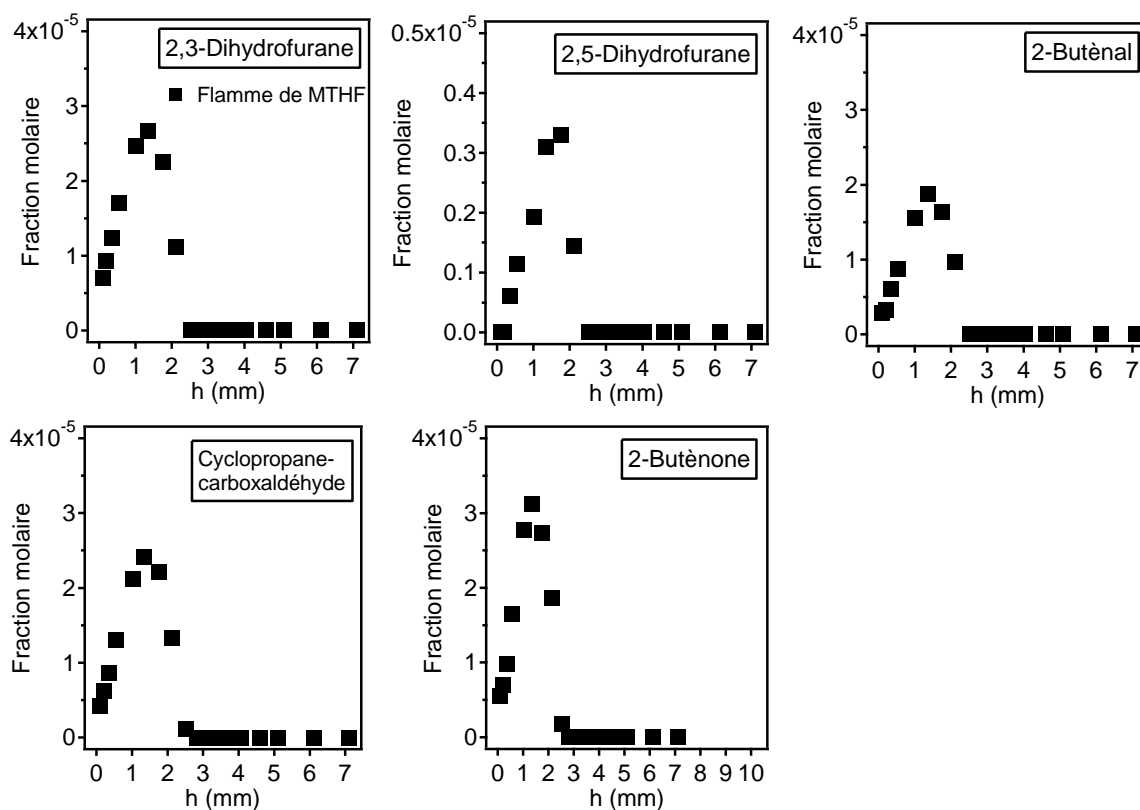 4x10-5
3
2
1
0
Fraction molaire
2,3-Dihydrofurane
Flamme de MTHF
0 1 2 3 4 5 6 7
h (mm)
0.5x10-5
0.4
0.3
0.2
0.1
0.0
Fraction molaire
2,5-Dihydrofurane
0 1 2 3 4 5 6 7
h (mm)
4x10-5
3
2
1
0
Fraction molaire
2-Butènal
0 1 2 3 4 5 6 7
h (mm)
4x10-5
3
2
1
0
Fraction molaire
Cyclopropane-
carboxaldéhyde
0 1 2 3 4 5 6 7
h (mm)
4x10-5
3
2
1
0
Fraction molaire
2-Butènone
0 1 2 3 4 5 6 7 8 9 10
h (mm)